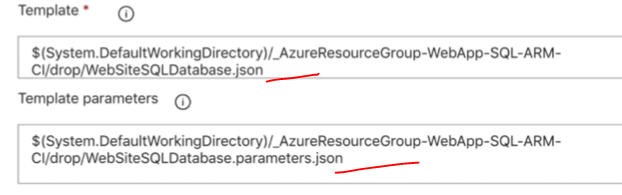 Template *
$(System.DefaultWorkingDirectory)/_AzureResourceGroup-WebApp-SQL-ARM-
CI/drop/WebSiteSQLDatabase.json
Template parameters
$(System.DefaultWorkingDirectory)/_AzureResourceGroup-WebApp-SQL-ARM-
CI/drop/WebSiteSQLDatabase.parameters.json